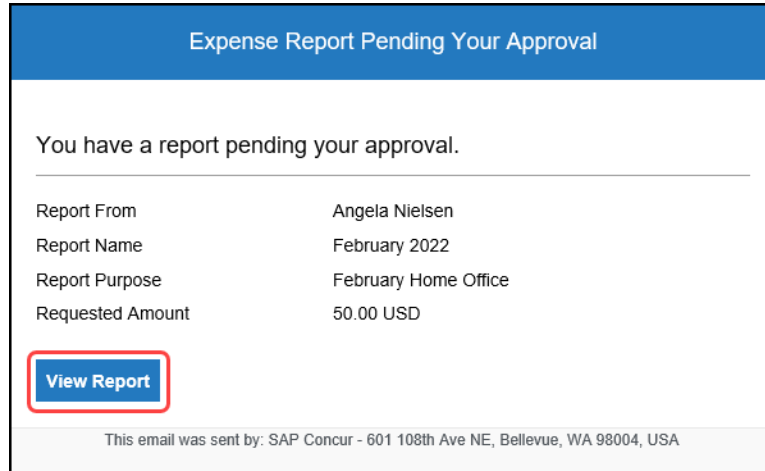 Expense Report Pending Your Approval
You have a report pending your approval.
Report From Angela Nielsen
Report Name February 2022
Report Purpose February Home Office
Requested Amount 50.00 USD
View Report
This email was sent by: SAP Concur - 601 108th Ave NE, Bellevue, WA 98004, USA